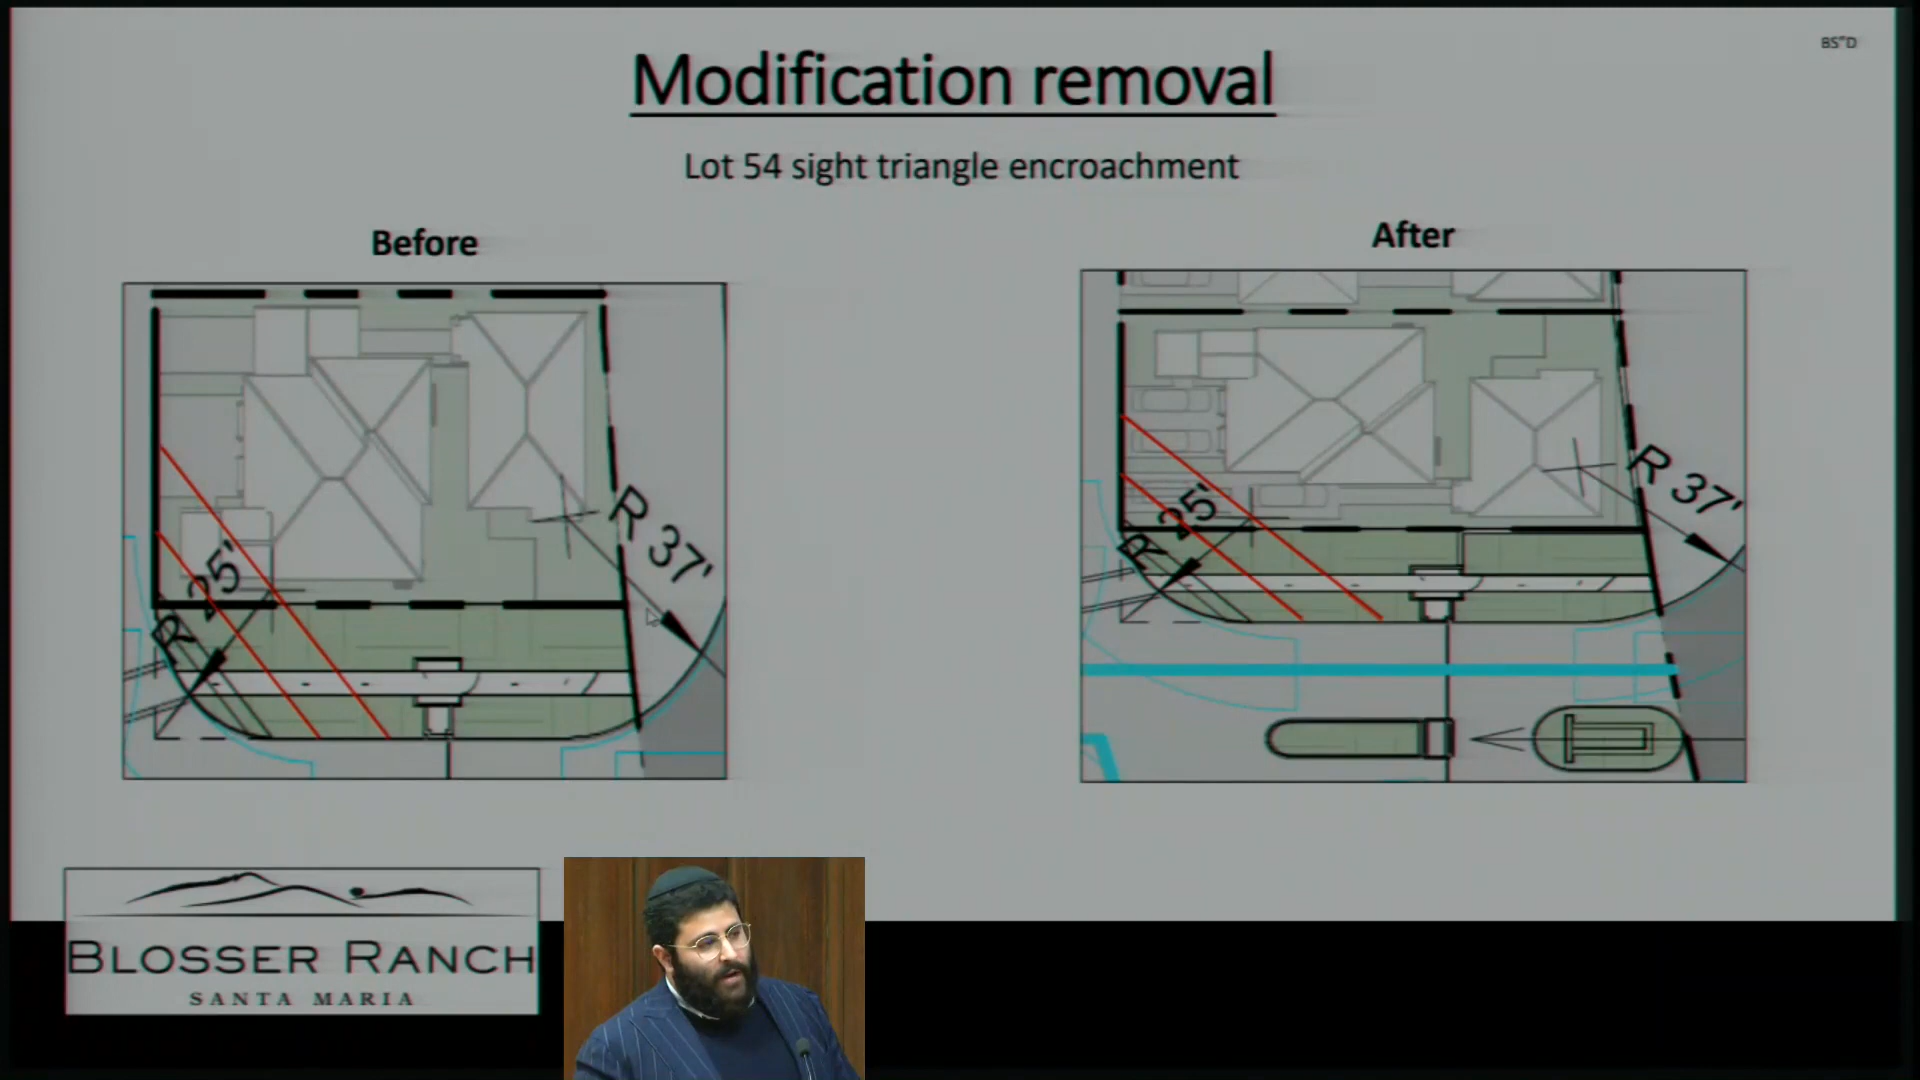 BS"D
Modification removal
Lot 54 sight triangle encroachment
Before
After
R 25'
R 37'
R 25'
R 37'
BLOSSER RANCH
SANTA MARIA